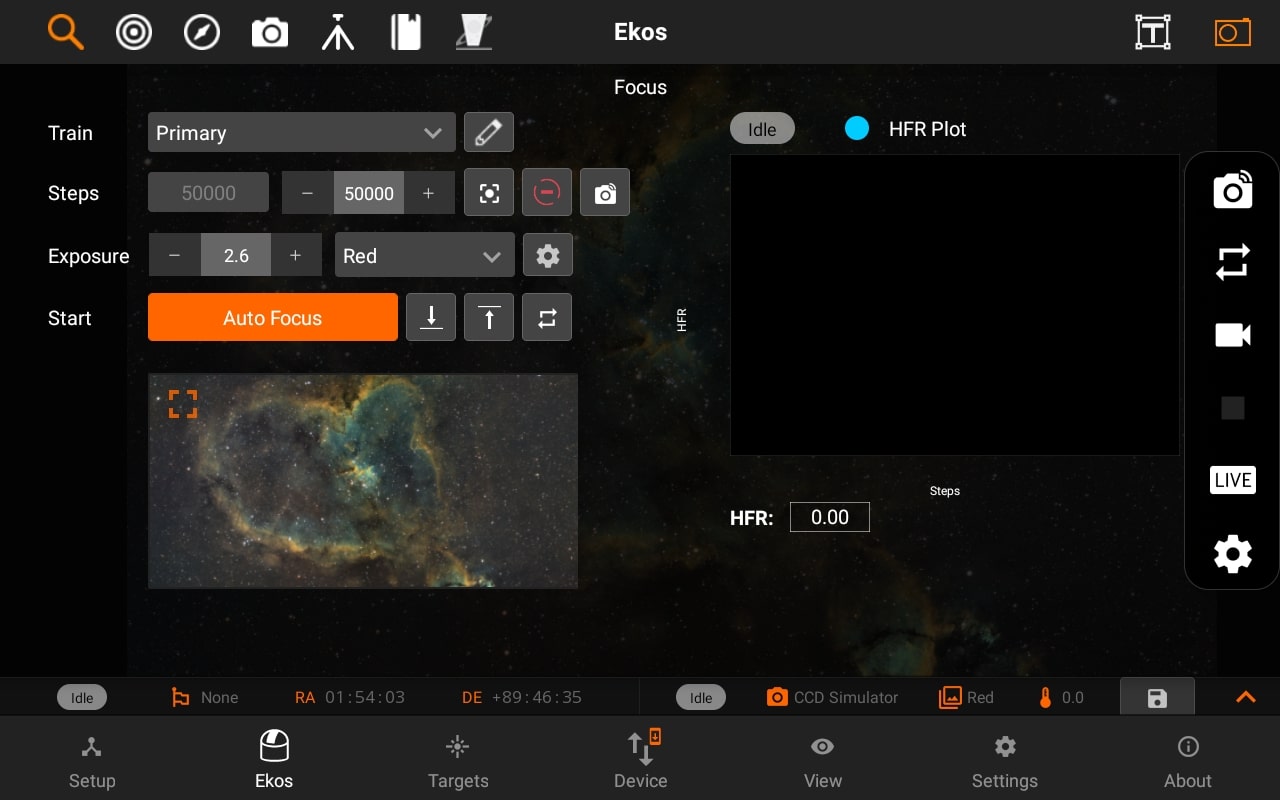 Ekos
Focus
Train Primary
Idle HFR Plot
Steps 50000 − 50000 +
Exposure − 2.6 + Red
Start Auto Focus
HFR
Steps
HFR: 0.00
LIVE
Idle None RA 01:54:03 DE +89:46:35 Idle CCD Simulator Red 0.0
Setup Ekos Targets Device View Settings About